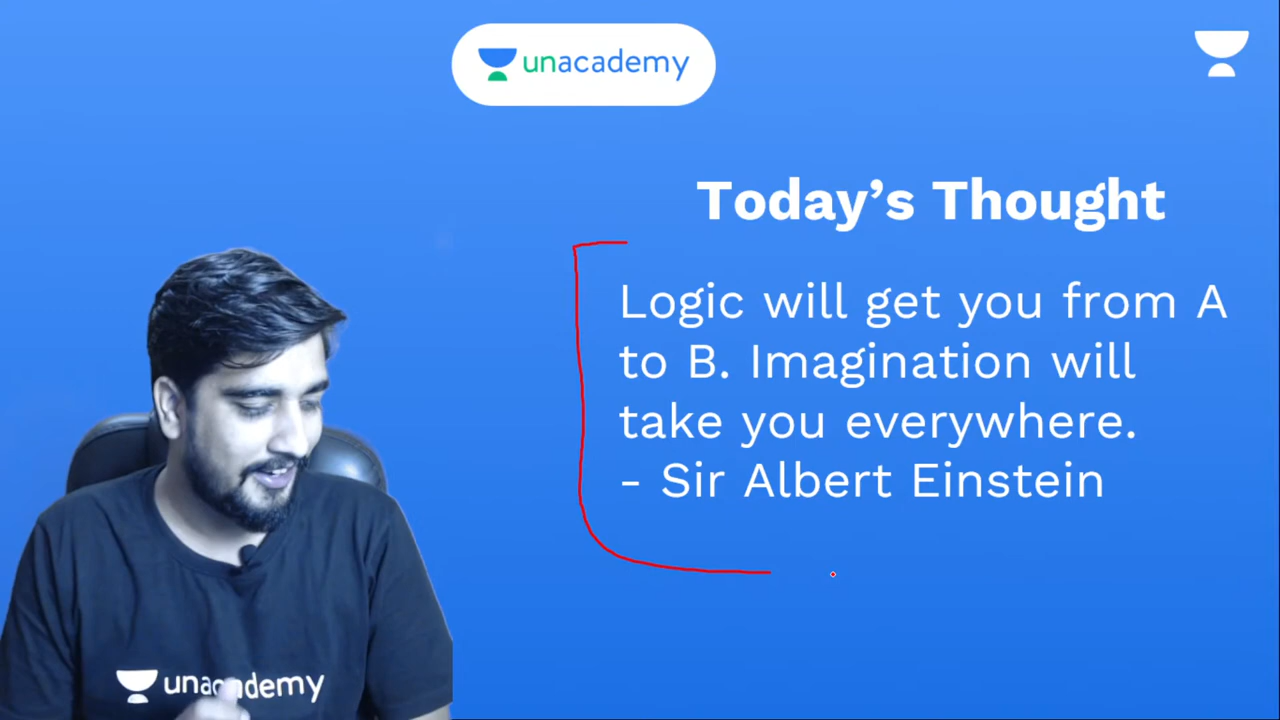 unacademy
Today's Thought
Logic will get you from A
to B. Imagination will
take you everywhere.
- Sir Albert Einstein
unacademy